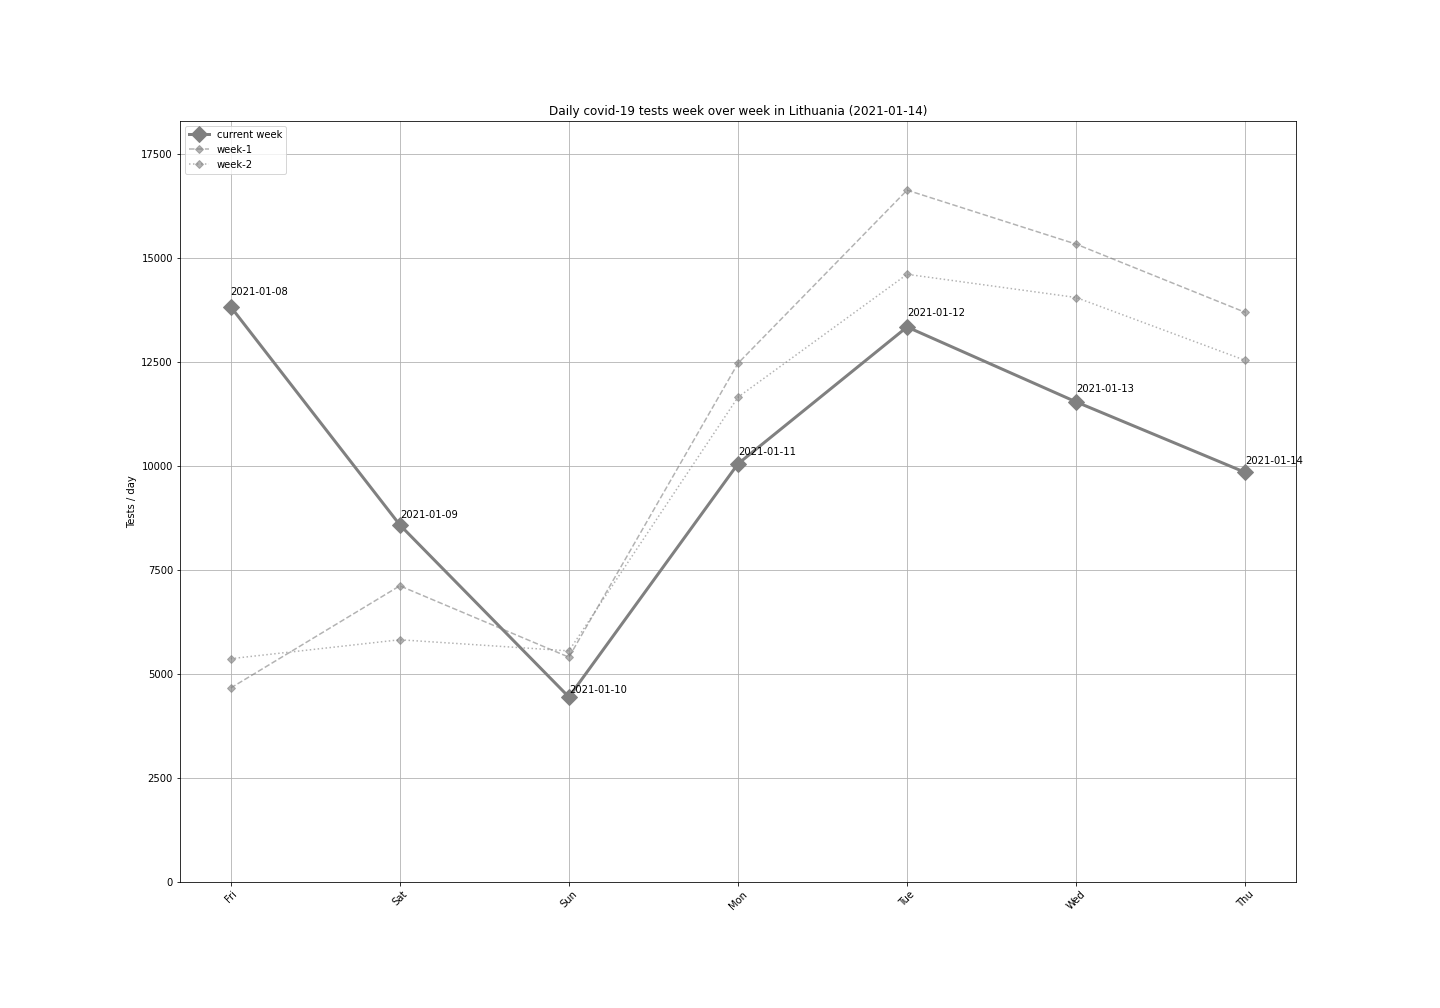 Daily covid-19 tests week over week in Lithuania (2021-01-14)
current week
week-1
week-2
17500
15000
12500
10000
7500
5000
2500
0
Tests / day
2021-01-08
2021-01-09
2021-01-10
2021-01-11
2021-01-12
2021-01-13
2021-01-14
Fri
Sat
Sun
Mon
Tue
Wed
Thu